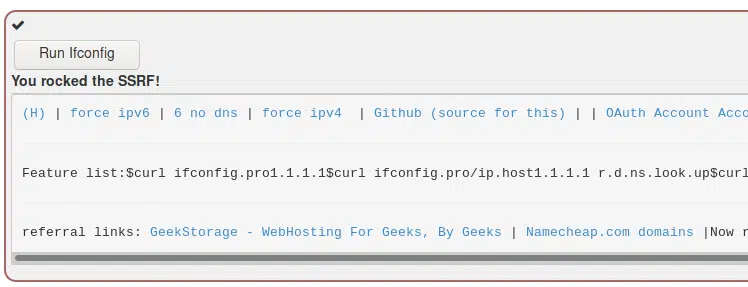 Run Ifconfig
You rocked the SSRF!
(H) | force ipv6 | 6 no dns | force ipv4 | Github (source for this) | | OAuth Account Acco
Feature list:$curl ifconfig.pro1.1.1.1$curl ifconfig.pro/ip.host1.1.1.1 r.d.ns.look.up$curl
referral links: GeekStorage - WebHosting For Geeks, By Geeks | Namecheap.com domains |Now r